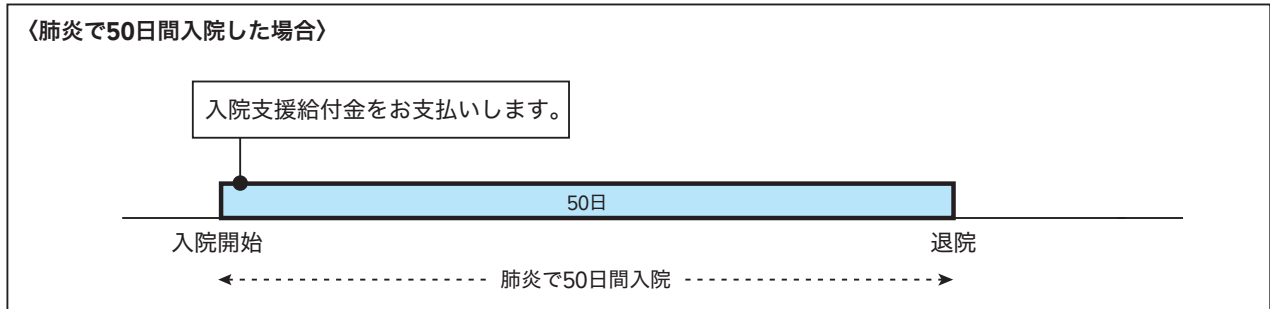 〈肺炎で50日間入院した場合〉
入院支援給付金をお支払いします。
50日
入院開始
退院
肺炎で50日間入院